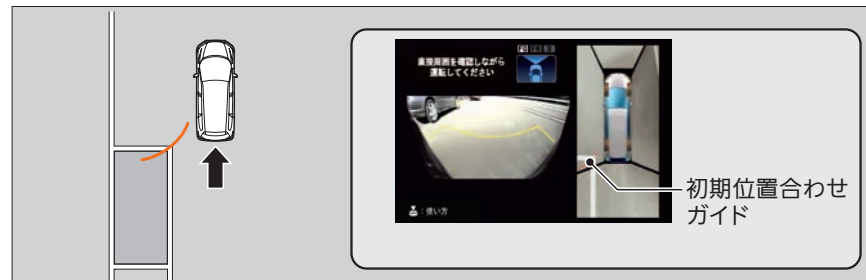 直接周囲を確認しながら
運転してください
:使い方
初期位置合わせ
ガイド